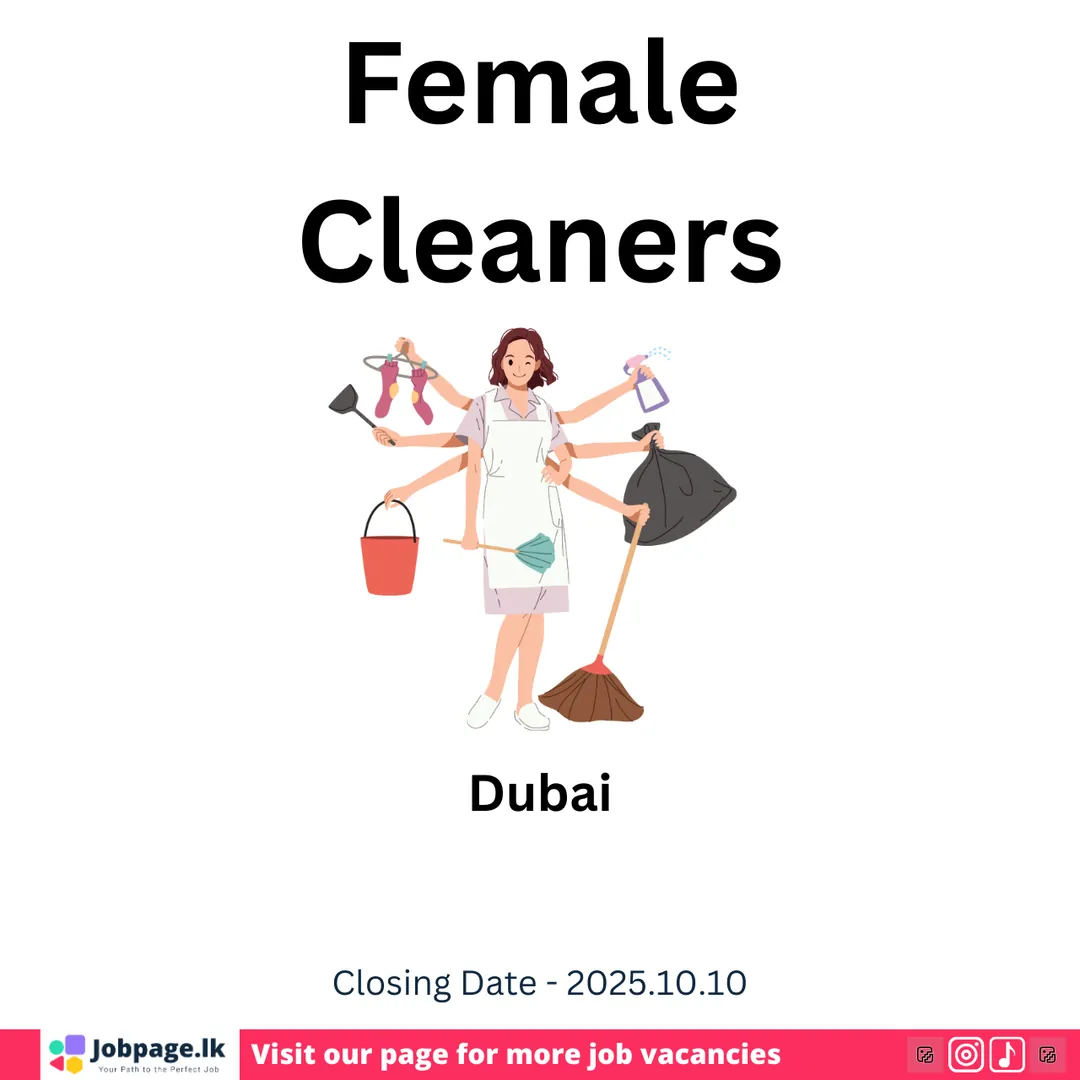 Female
Cleaners
Dubai
Closing Date - 2025.10.10
Jobpage.lk
Your Path to the Perfect Job
Visit our page for more job vacancies